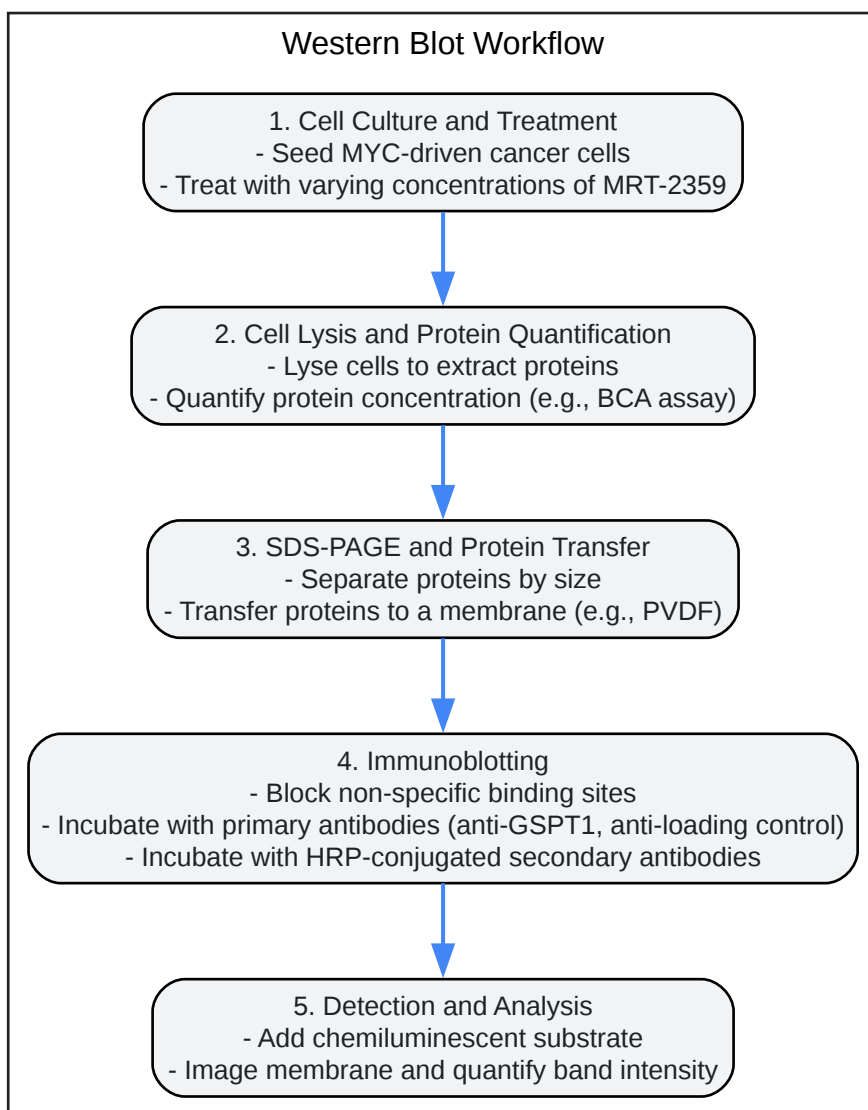 Western Blot Workflow
1. Cell Culture and Treatment
- Seed MYC-driven cancer cells
- Treat with varying concentrations of MRT-2359
2. Cell Lysis and Protein Quantification
- Lyse cells to extract proteins
- Quantify protein concentration (e.g., BCA assay)
3. SDS-PAGE and Protein Transfer
- Separate proteins by size
- Transfer proteins to a membrane (e.g., PVDF)
4. Immunoblotting
- Block non-specific binding sites
- Incubate with primary antibodies (anti-GSPT1, anti-loading control)
- Incubate with HRP-conjugated secondary antibodies
5. Detection and Analysis
- Add chemiluminescent substrate
- Image membrane and quantify band intensity